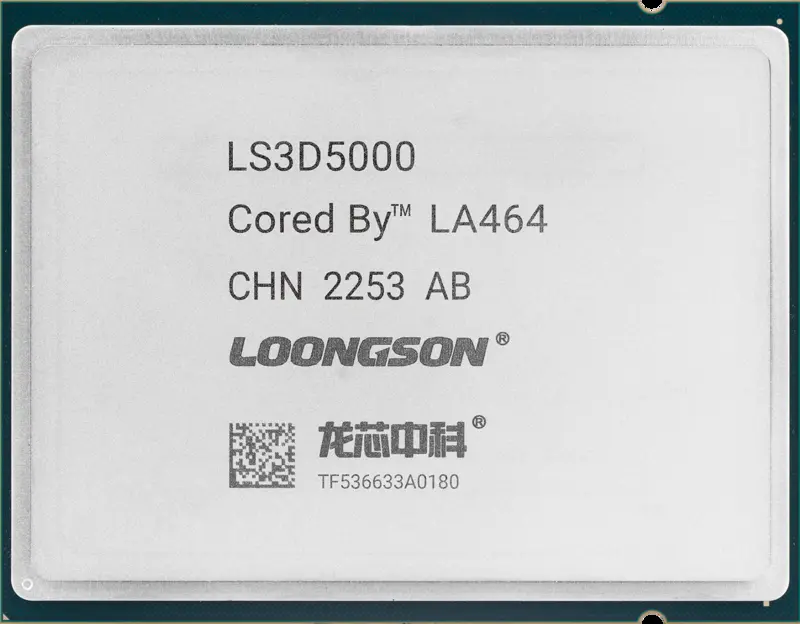 LS3D5000
Cored By™ LA464
CHN 2253 AB
LOONGSON®
龙芯中科®
TF536633A0180